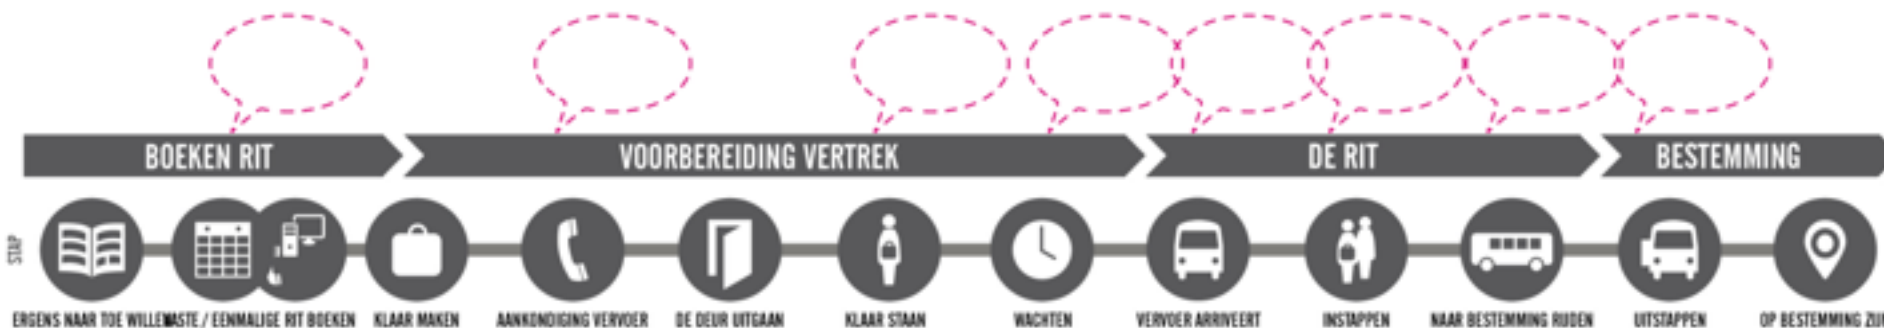 BOEKEN RIT
VOORBEREIDING VERTREK
DE RIT
BESTEMMING
STAP
ERGENS NAAR TOE WILLEN
VASTE / EENMALIGE RIT BOEKEN
KLAAR MAKEN
AANKONDIGING VERVOER
DE DEUR UITGAAN
KLAAR STAAN
WACHTEN
VERVOER ARRIVEERT
INSTAPPEN
NAAR BESTEMMING RIJDEN
UITSTAPPEN
OP BESTEMMING ZIJN